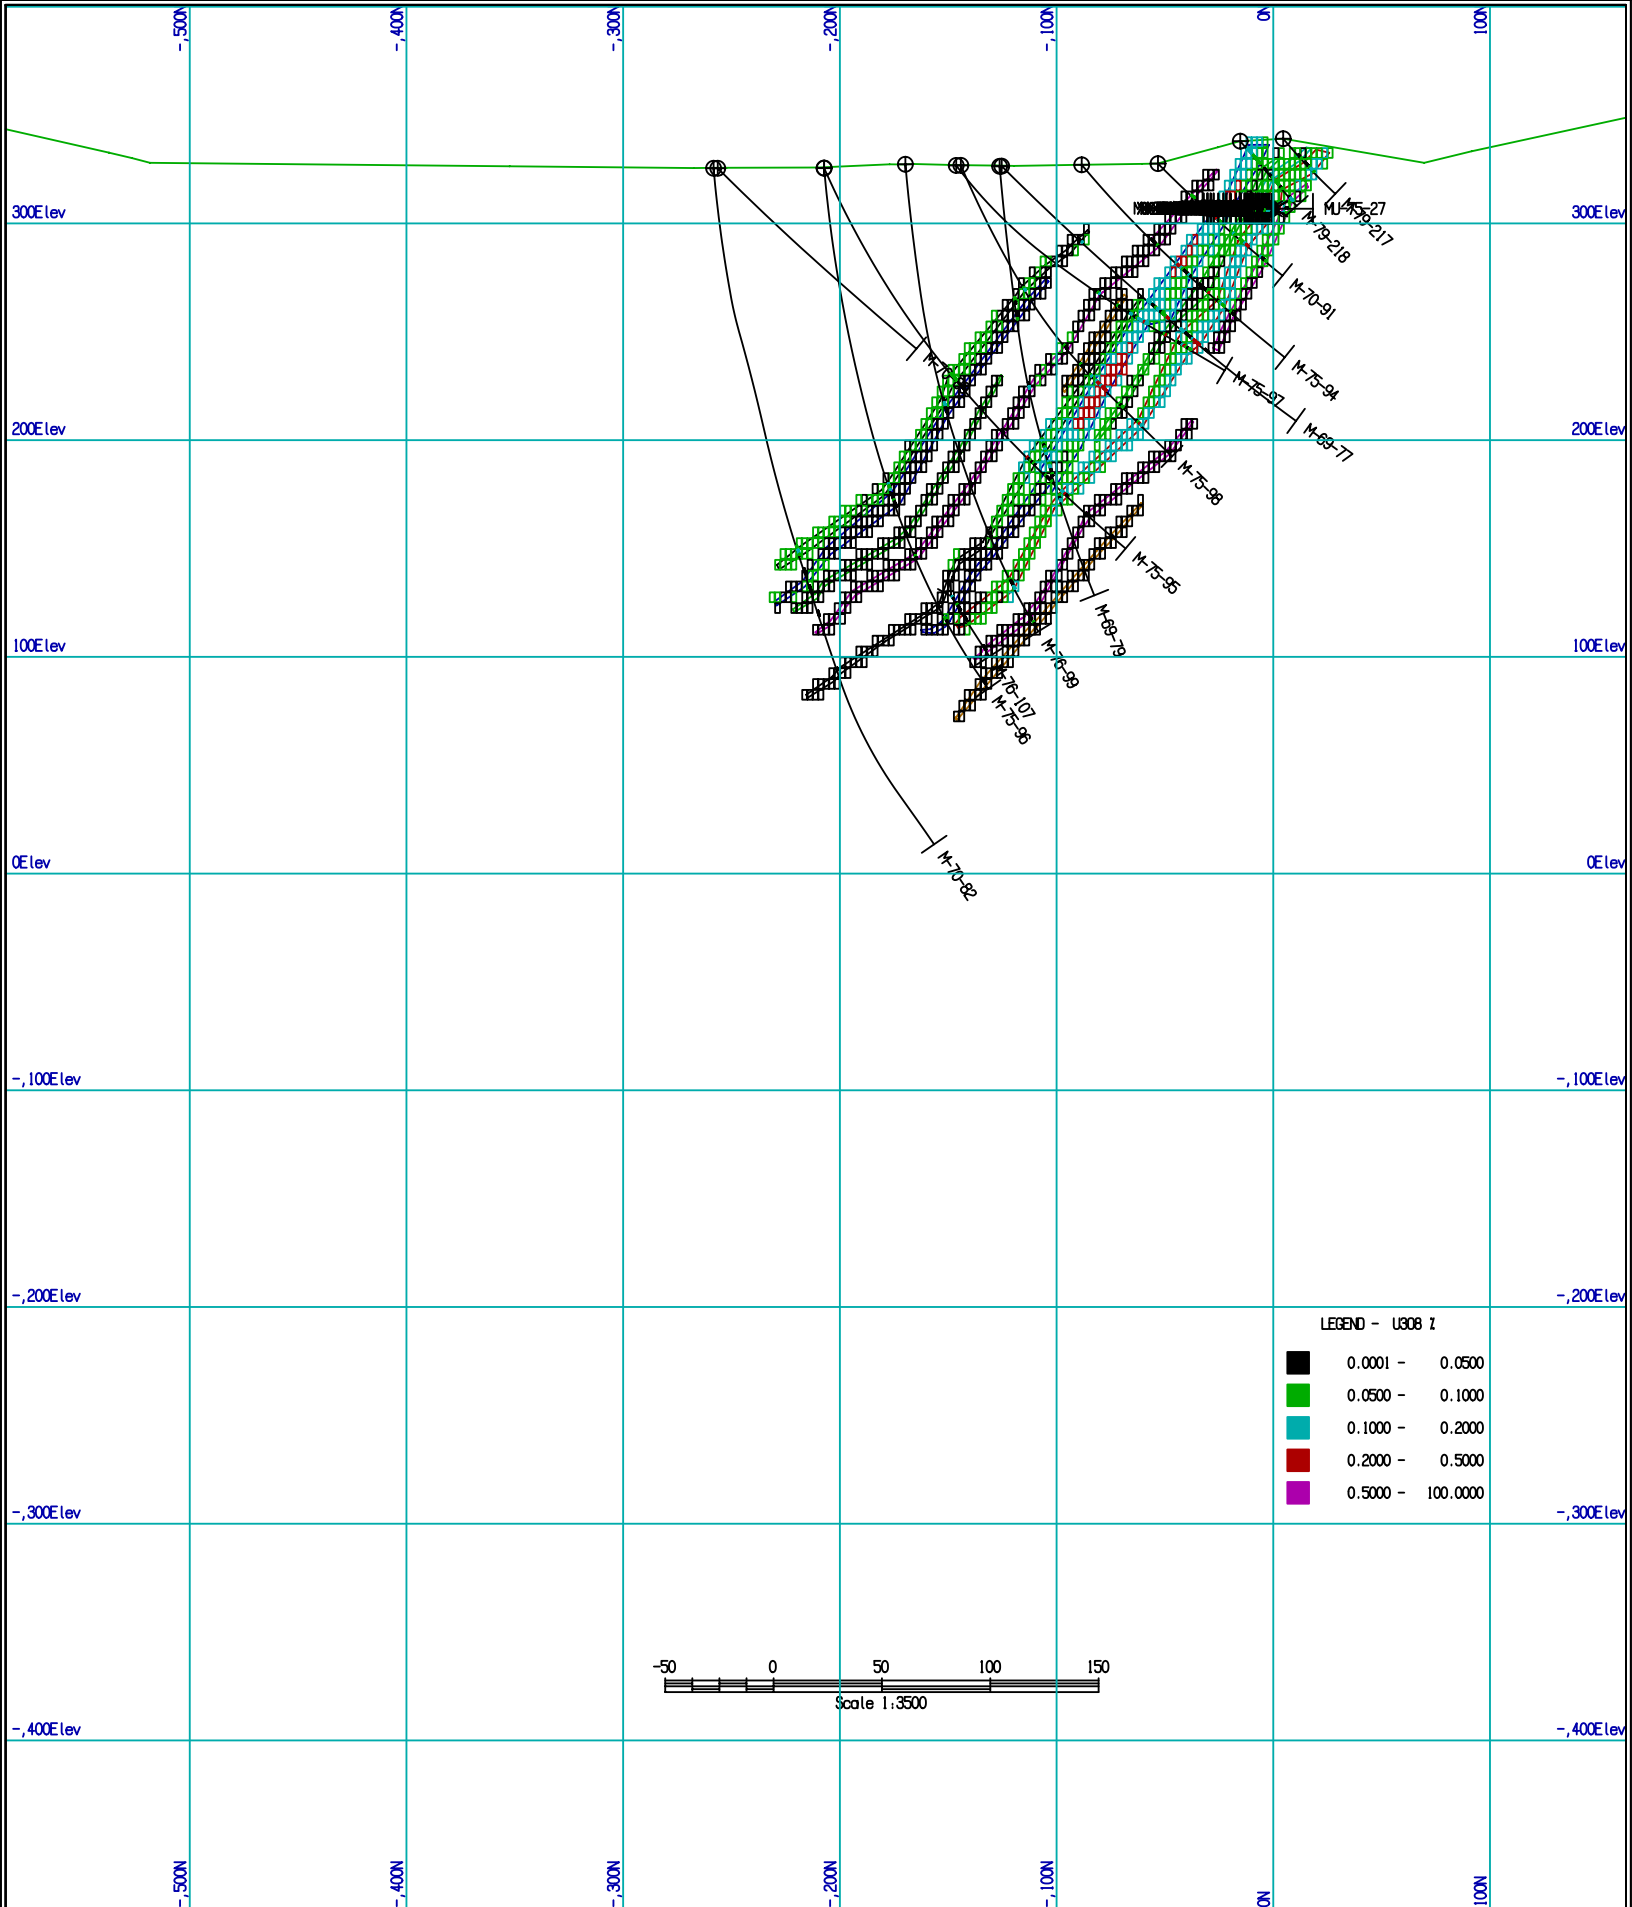 -,500N
-,400N
-,300N
-,200N
-,100N
0N
100N
300Elev
MU-75-27
M-79-217
M-79-218
M-70-91
M-75-94
M-75-97
M-69-77
200Elev
200Elev
M-75-98
M-75-95
M-69-79
M-76-99
100Elev
100Elev
76-107
M-75-96
0Elev
0Elev
M-70-82
-,100Elev
-,100Elev
-,200Elev
-,200Elev
LEGEND - U3O8 %
0.0001 - 0.0500
0.0500 - 0.1000
0.1000 - 0.2000
0.2000 - 0.5000
0.5000 - 100.0000
-,300Elev
-,300Elev
-50 0 50 100 150
Scale 1:3500
-,400Elev
-,400Elev
-,500N
-,400N
-,300N
-,200N
-,100N
0N
100N
300Elev